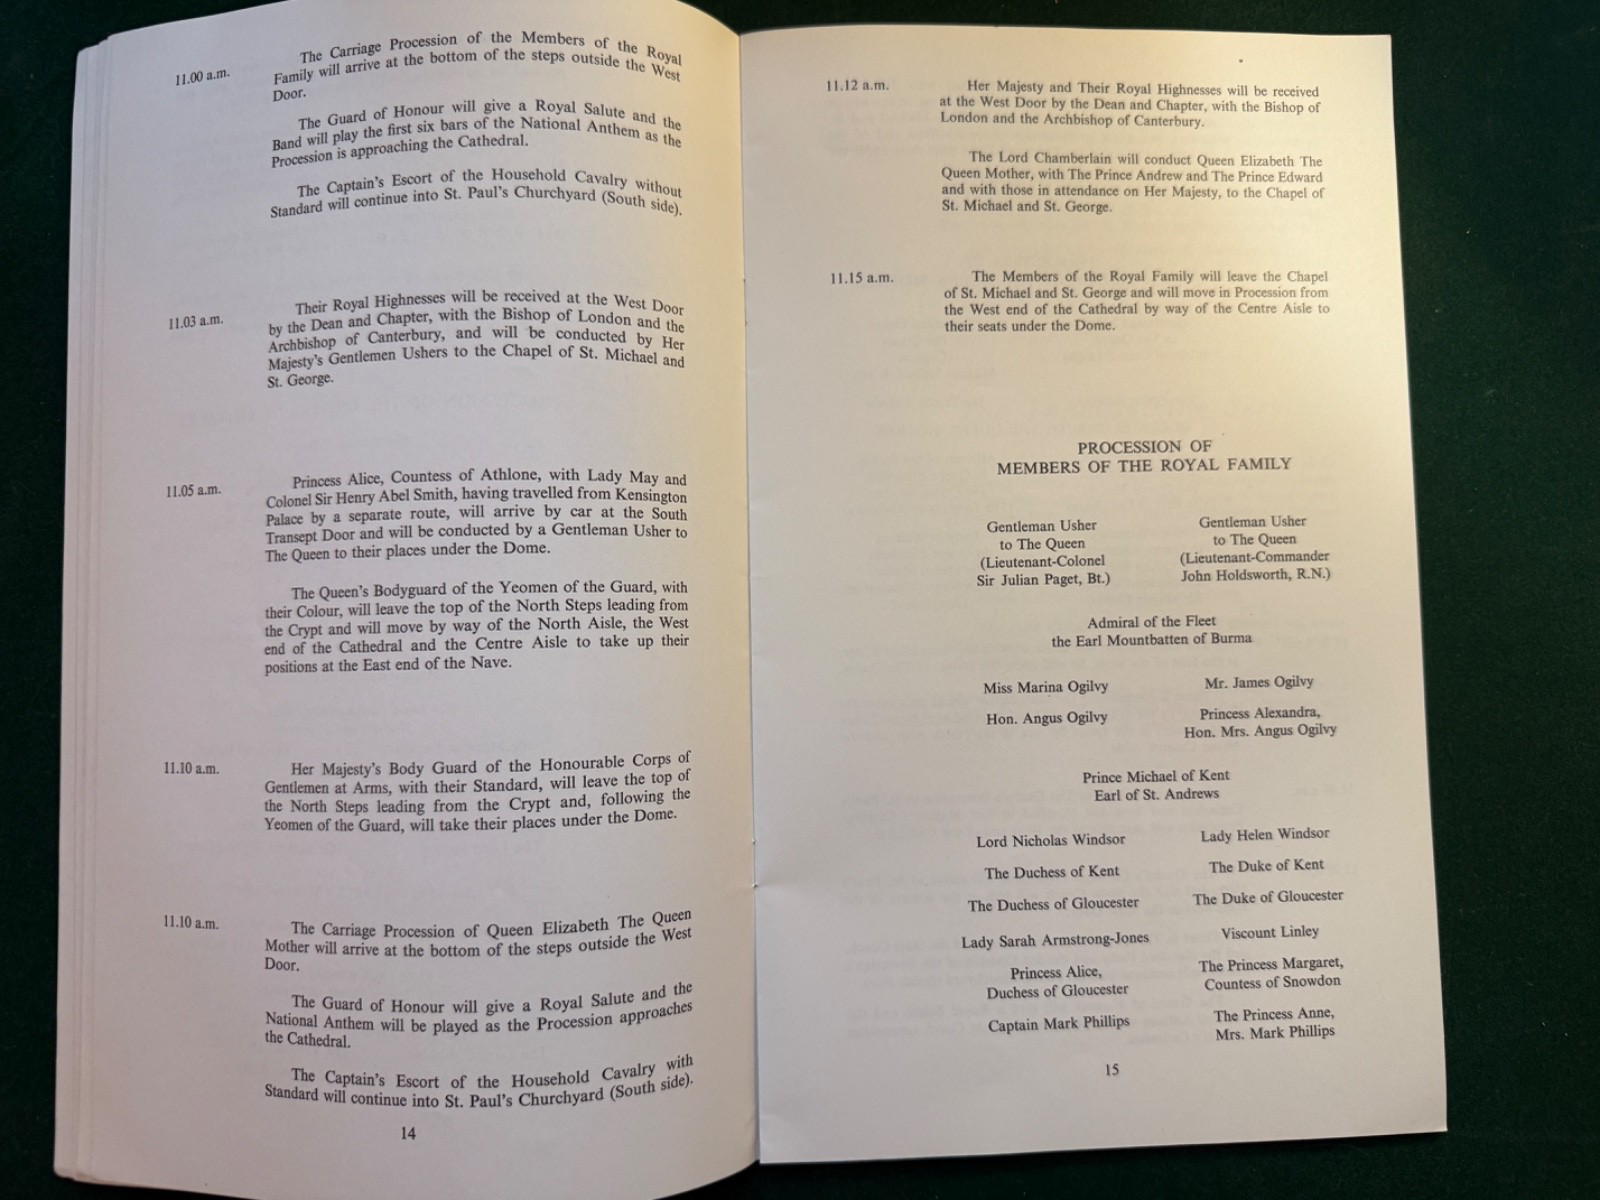 11.00 a.m.
The Carriage Procession of the Members of the Royal
Family will arrive at the bottom of the steps outside the West
Door.
The Guard of Honour will give a Royal Salute and the
Band will play the first six bars of the National Anthem as the
Procession is approaching the Cathedral.
The Captain's Escort of the Household Cavalry without
Standard will continue into St. Paul's Churchyard (South side).
11.03 a.m.
Their Royal Highnesses will be received at the West Door
by the Dean and Chapter, with the Bishop of London and the
Archbishop of Canterbury, and will be conducted by Her
Majesty's Gentlemen Ushers to the Chapel of St. Michael and
St. George.
11.05 a.m.
Princess Alice, Countess of Athlone, with Lady May and
Colonel Sir Henry Abel Smith, having travelled from Kensington
Palace by a separate route, will arrive by car at the South
Transept Door and will be conducted by a Gentleman Usher to
The Queen to their places under the Dome.
The Queen's Bodyguard of the Yeomen of the Guard, with
their Colour, will leave the top of the North Steps leading from
the Crypt and will move by way of the North Aisle, the West
end of the Cathedral and the Centre Aisle to take up their
positions at the East end of the Nave.
11.10 a.m.
Her Majesty's Body Guard of the Honourable Corps of
Gentlemen at Arms, with their Standard, will leave the top of
the North Steps leading from the Crypt and, following the
Yeomen of the Guard, will take their places under the Dome.
11.10 a.m.
The Carriage Procession of Queen Elizabeth The Queen
Mother will arrive at the bottom of the steps outside the West
Door.
The Guard of Honour will give a Royal Salute and the
National Anthem will be played as the Procession approaches
the Cathedral.
The Captain's Escort of the Household Cavalry with
Standard will continue into St. Paul's Churchyard (South side).
14
11.12 a.m.
Her Majesty and Their Royal Highnesses will be received
at the West Door by the Dean and Chapter, with the Bishop of
London and the Archbishop of Canterbury.
The Lord Chamberlain will conduct Queen Elizabeth The
Queen Mother, with The Prince Andrew and The Prince Edward
and with those in attendance on Her Majesty, to the Chapel of
St. Michael and St. George.
11.15 a.m.
The Members of the Royal Family will leave the Chapel
of St. Michael and St. George and will move in Procession from
the West end of the Cathedral by way of the Centre Aisle to
their seats under the Dome.
PROCESSION OF
MEMBERS OF THE ROYAL FAMILY
Gentleman Usher
to The Queen
(Lieutenant-Colonel
Sir Julian Paget, Bt.)
Gentleman Usher
to The Queen
(Lieutenant-Commander
John Holdsworth, R.N.)
Admiral of the Fleet
the Earl Mountbatten of Burma
Miss Marina Ogilvy
Mr. James Ogilvy
Hon. Angus Ogilvy
Princess Alexandra,
Hon. Mrs. Angus Ogilvy
Prince Michael of Kent
Earl of St. Andrews
Lord Nicholas Windsor
Lady Helen Windsor
The Duchess of Kent
The Duke of Kent
The Duchess of Gloucester
The Duke of Gloucester
Lady Sarah Armstrong-Jones
Viscount Linley
Princess Alice,
Duchess of Gloucester
The Princess Margaret,
Countess of Snowdon
Captain Mark Phillips
The Princess Anne,
Mrs. Mark Phillips
15